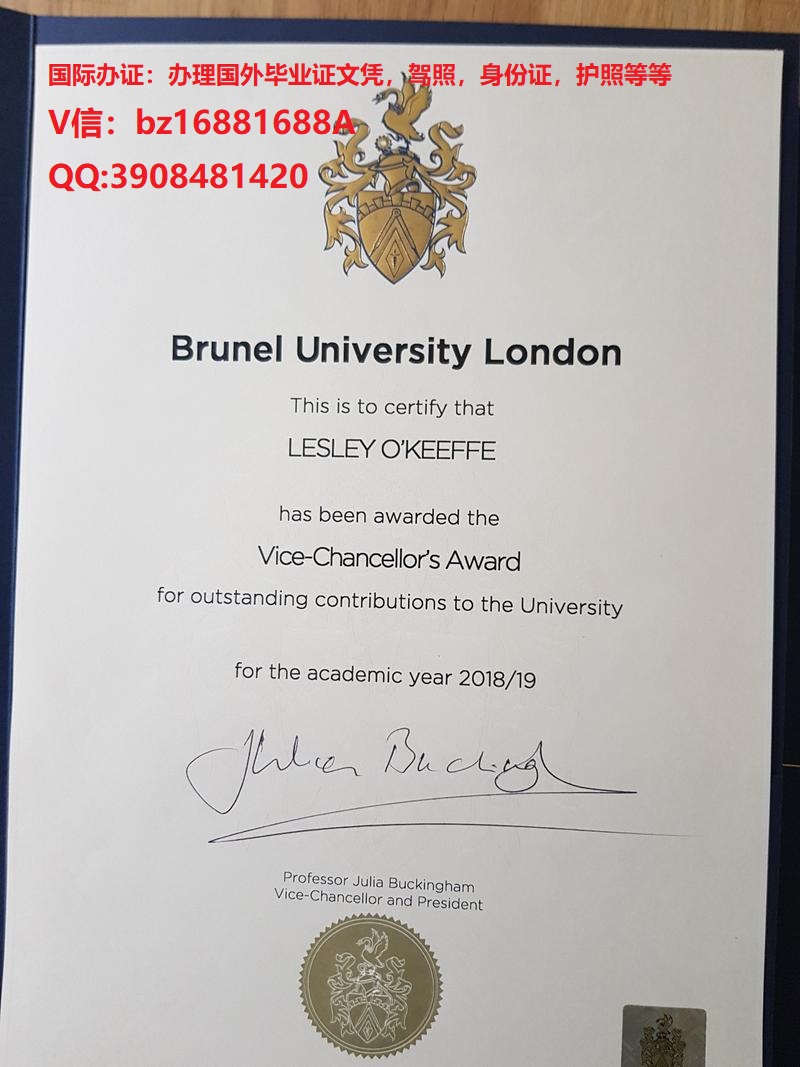 国际办证：办理国外毕业证文凭，驾照，身份证，护照等等
V信：bz16881688A
QQ:3908481420
Brunel University London
This is to certify that
LESLEY O'KEEFFE
has been awarded the
Vice-Chancellor's Award
for outstanding contributions to the University
for the academic year 2018/19
Professor Julia Buckingham
Vice-Chancellor and President